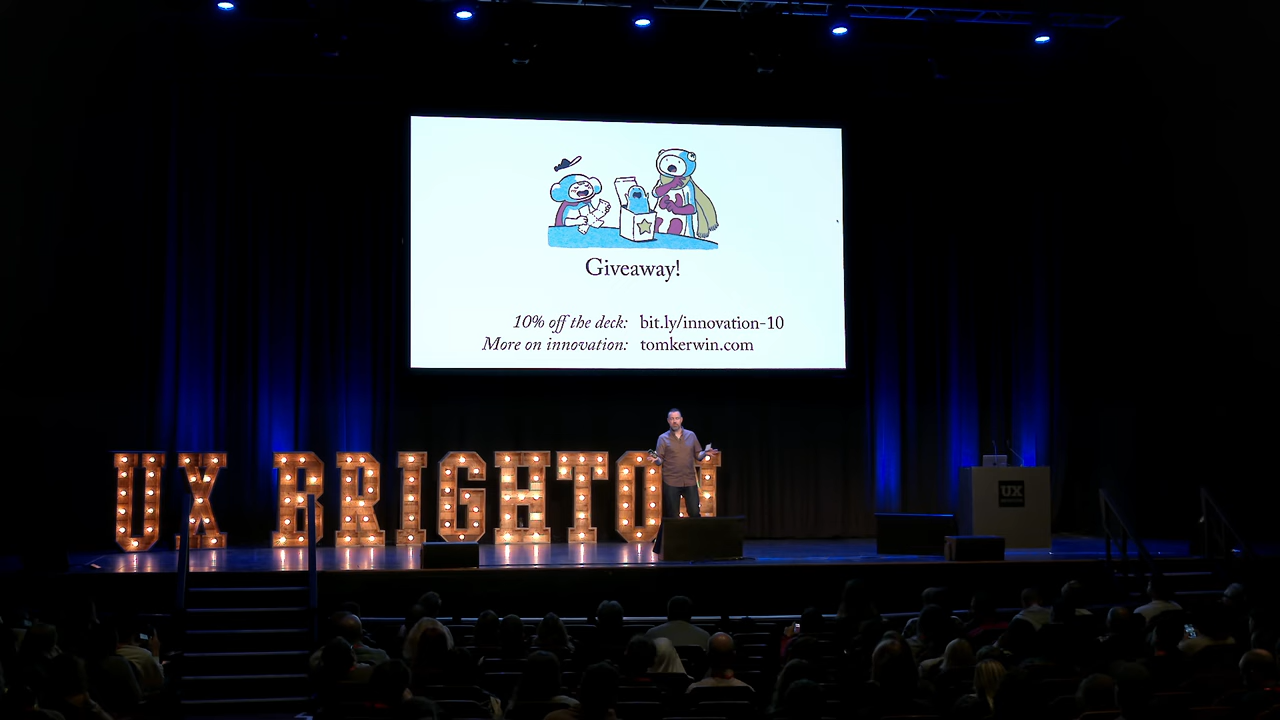 Giveaway!
10% off the deck: bit.ly/innovation-10
More on innovation: tomkerwin.com
UX BRIGHTON
UX